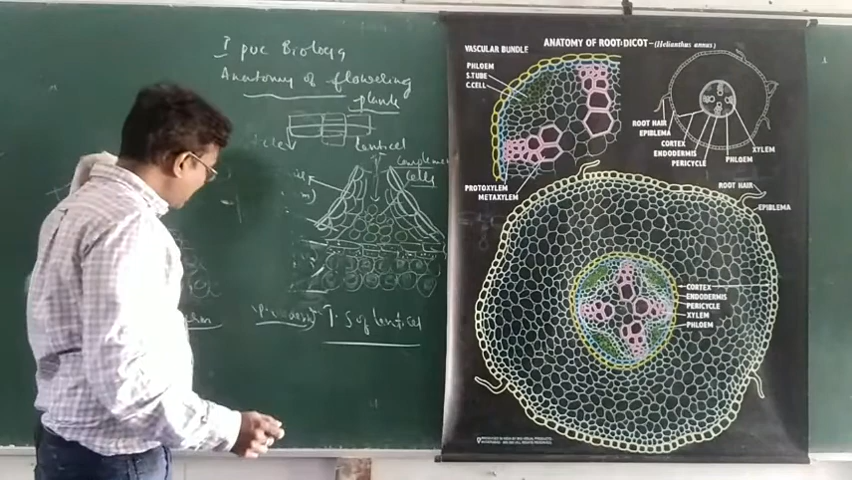 I PUC Biology
Anatomy of flowering
plants
Lenticel
Complementary
cells
T.S of Lenticel
VASCULAR BUNDLE
ANATOMY OF ROOT:DICOT-(Helianthus annus)
PHLOEM
S.TUBE
C.CELL
PROTOXYLEM
METAXYLEM
ROOT HAIR
EPIBLEMA
CORTEX
ENDODERMIS
PERICYCLE
PHLOEM
XYLEM
ROOT HAIR
EPIBLEMA
CORTEX
ENDODERMIS
PERICYCLE
XYLEM
PHLOEM